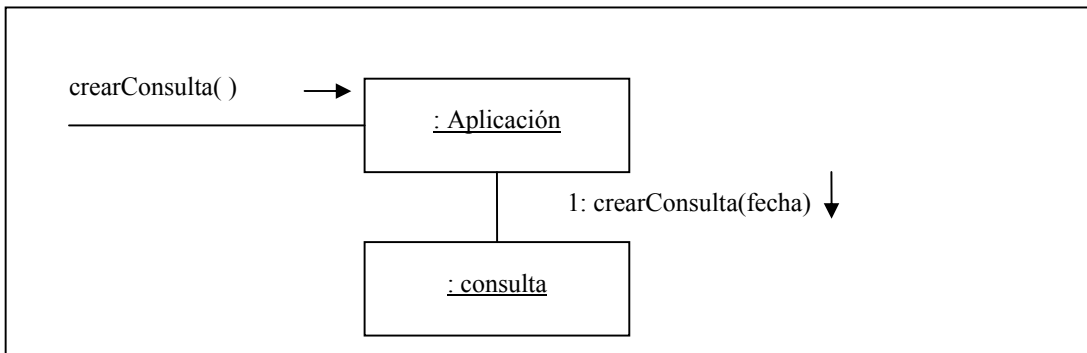 crearConsulta( )
: Aplicación
1: crearConsulta(fecha)
: consulta